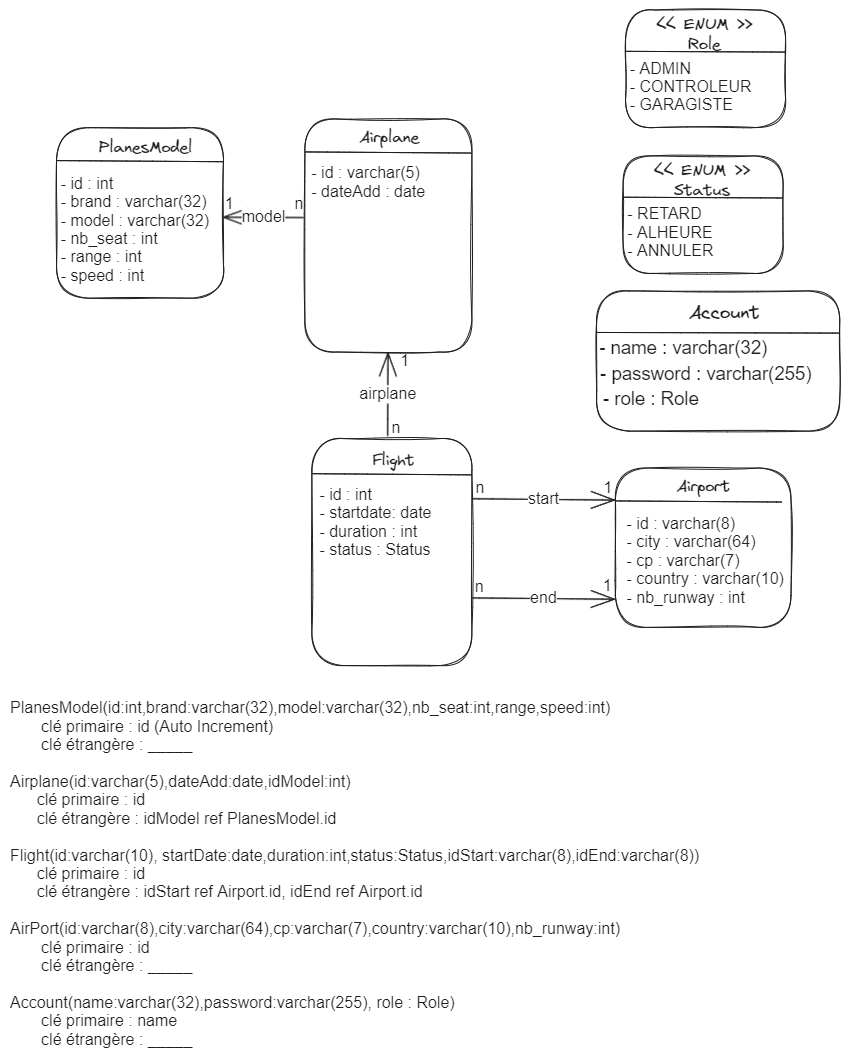 << ENUM >>
Role
- ADMIN
- CONTROLEUR
- GARAGISTE
PlanesModel
- id : int
- brand : varchar(32)
- model : varchar(32)
- nb_seat : int
- range : int
- speed : int
1
model
n
Airplane
- id : varchar(5)
- dateAdd : date
<< ENUM >>
Status
- RETARD
- ALHEURE
- ANNULER
Account
- name : varchar(32)
- password : varchar(255)
- role : Role
1
airplane
n
Flight
- id : int
- startdate: date
- duration : int
- status : Status
n
start
1
n
end
1
Airport
- id : varchar(8)
- city : varchar(64)
- cp : varchar(7)
- country : varchar(10)
- nb_runway : int
PlanesModel(id:int,brand:varchar(32),model:varchar(32),nb_seat:int,range,speed:int)
clé primaire : id (Auto Increment)
clé étrangère : _____
Airplane(id:varchar(5),dateAdd:date,idModel:int)
clé primaire : id
clé étrangère : idModel ref PlanesModel.id
Flight(id:varchar(10), startDate:date,duration:int,status:Status,idStart:varchar(8),idEnd:varchar(8))
clé primaire : id
clé étrangère : idStart ref Airport.id, idEnd ref Airport.id
AirPort(id:varchar(8),city:varchar(64),cp:varchar(7),country:varchar(10),nb_runway:int)
clé primaire : id
clé étrangère : _____
Account(name:varchar(32),password:varchar(255), role : Role)
clé primaire : name
clé étrangère : _____